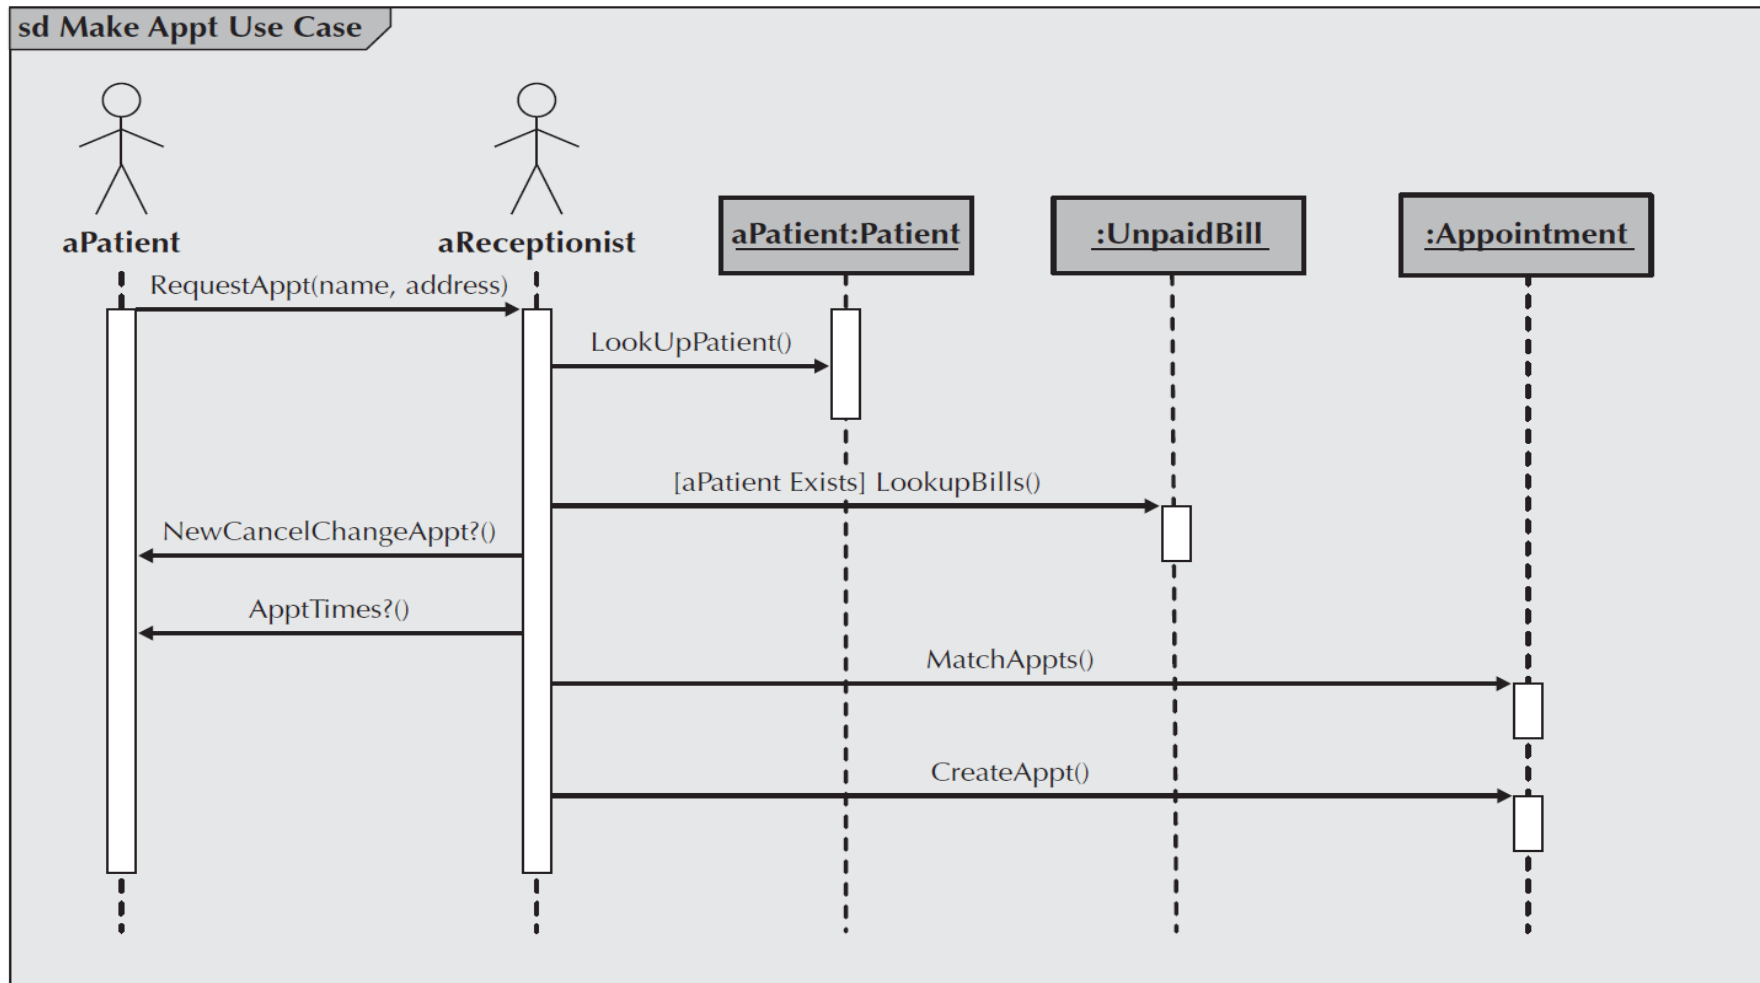 sd Make Appt Use Case
aPatient
aReceptionist
aPatient:Patient
:UnpaidBill
:Appointment
RequestAppt(name, address)
LookUpPatient()
[aPatient Exists] LookupBills()
NewCancelChangeAppt?()
ApptTimes?()
MatchAppts()
CreateAppt()